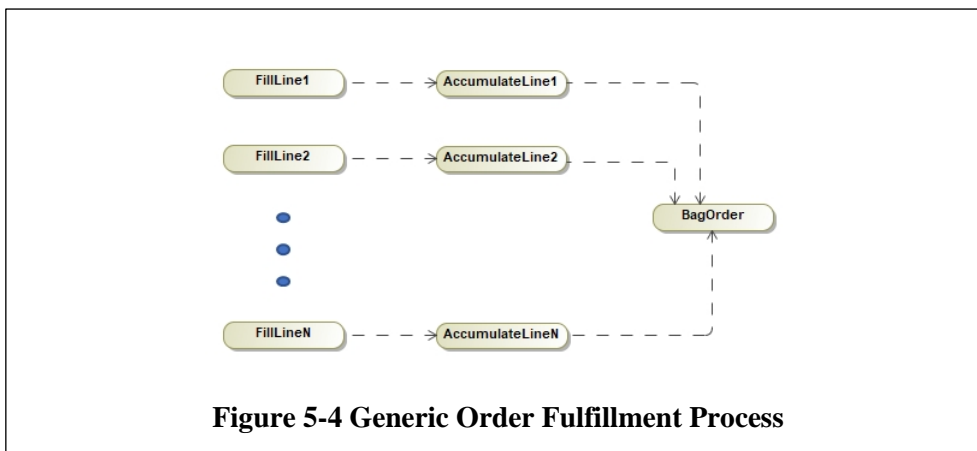 FillLine1
AccumulateLine1
FillLine2
AccumulateLine2
BagOrder
FillLineN
AccumulateLineN
Figure 5-4 Generic Order Fulfillment Process